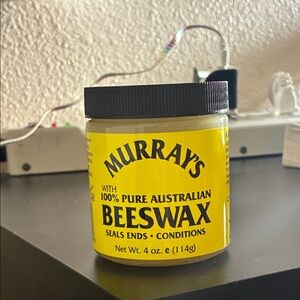 MURRAY'S
WITH
100% PURE AUSTRALIAN
BEESWAX
SEALS ENDS • CONDITIONS
Net Wt. 4 oz. e (114g)